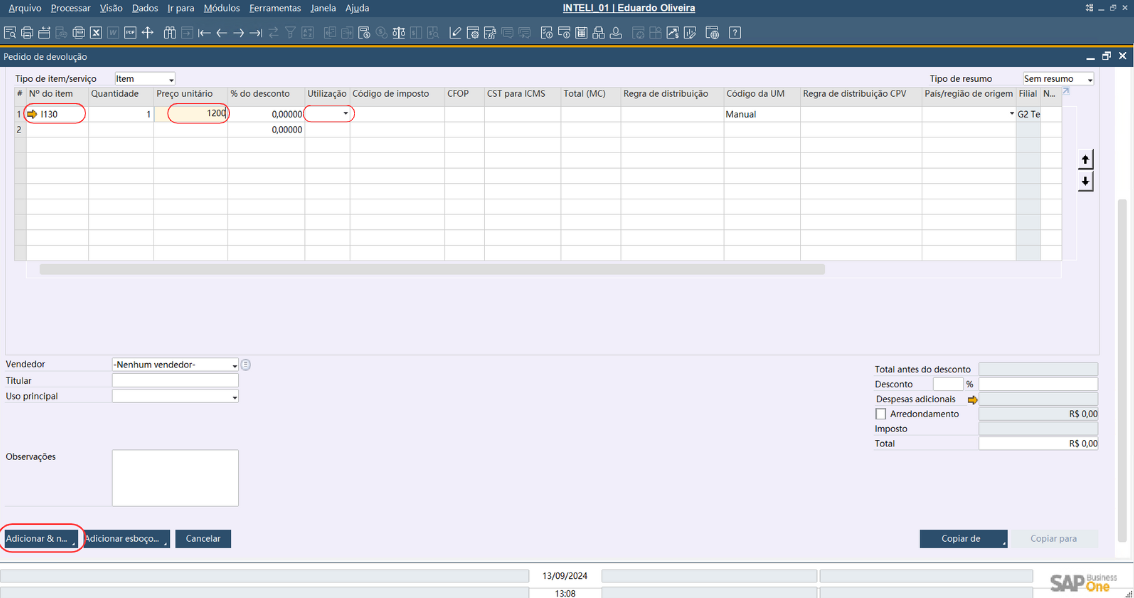 Arquivo Processar Visão Dados Ir para Módulos Ferramentas Janela Ajuda INTELI_01 | Eduardo Oliveira
Pedido de devolução
Tipo de item/serviço Item Tipo de resumo Sem resumo
# Nº do item Quantidade Preço unitário % do desconto Utilização Código de imposto CFOP CST para ICMS Total (MC) Regra de distribuição Código da UM Regra de distribuição CPV País/região de origem Filial N...
1 I130 1 1200 0,00000 Manual G2 Te
2 0,00000
Vendedor -Nenhum vendedor-
Titular
Uso principal
Total antes do desconto
Desconto %
Despesas adicionais
Arredondamento R$ 0,00
Imposto
Total R$ 0,00
Observações
Adicionar & n... Adicionar esboço... Cancelar Copiar de Copiar para
13/09/2024
13:08
SAP Business One